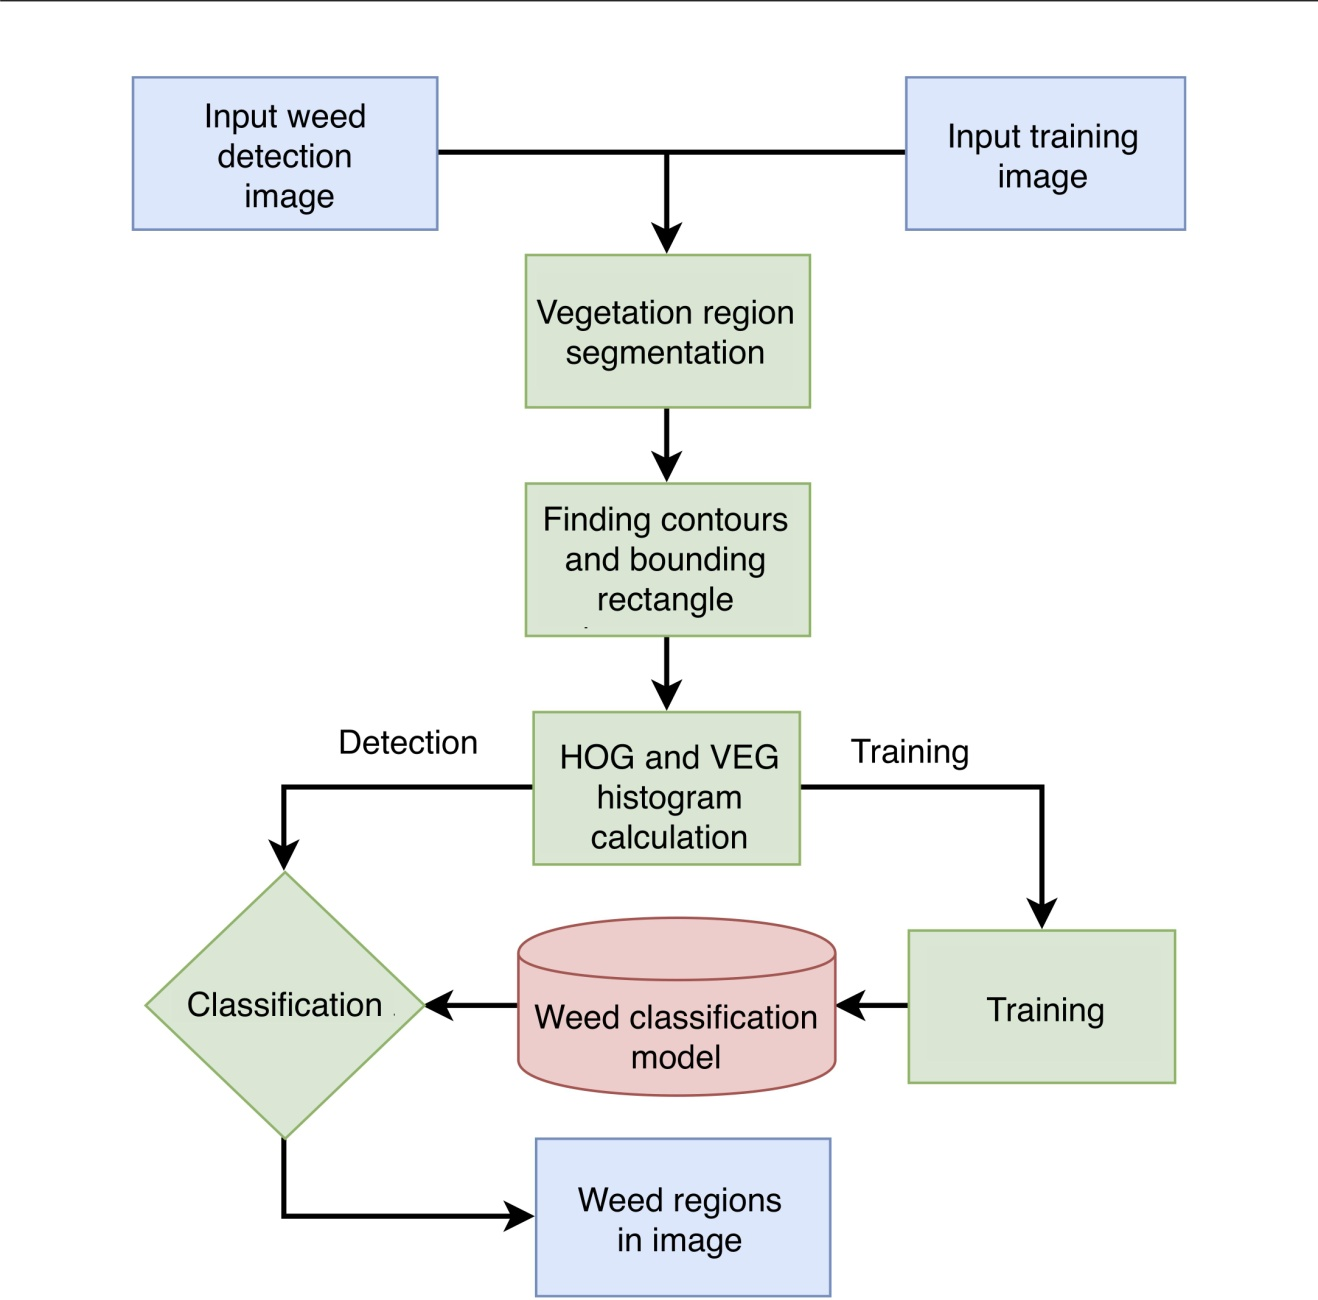 Input weed
detection
image
Input training
image
Vegetation region
segmentation
Finding contours
and bounding
rectangle
Detection
HOG and VEG
histogram
calculation
Training
Classification
Weed classification
model
Training
Weed regions
in image